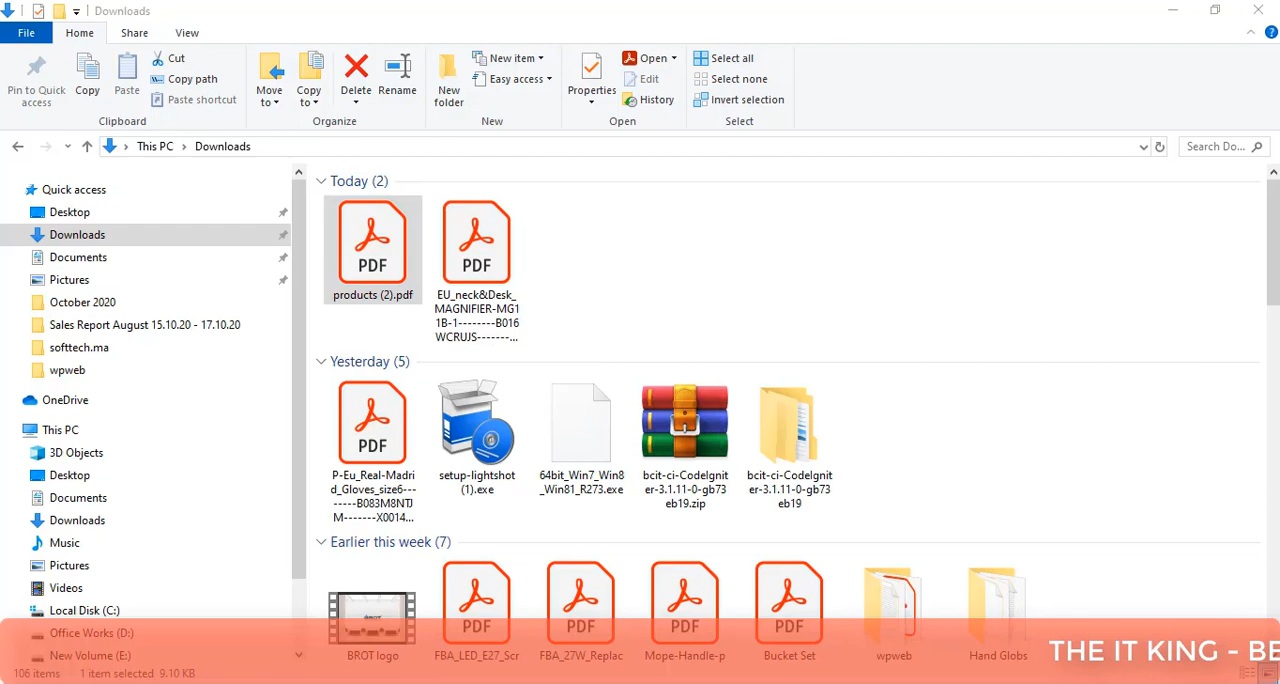 Downloads
File Home Share View
Pin to Quick access
Copy
Paste
Cut
Copy path
Paste shortcut
Clipboard
Move to
Copy to
Delete
Rename
Organize
New folder
New item
Easy access
New
Properties
Open
Edit
History
Open
Select all
Select none
Invert selection
Select
This PC Downloads
Search Do...
Quick access
Desktop
Downloads
Documents
Pictures
October 2020
Sales Report August 15.10.20 - 17.10.20
softtech.ma
wpweb
OneDrive
This PC
3D Objects
Desktop
Documents
Downloads
Music
Pictures
Videos
Local Disk (C:)
Office Works (D:)
New Volume (E:)
Today (2)
PDF
products (2).pdf
PDF
EU_neck&Desk_
MAGNIFIER-MG1
1B-1--------B016
WCRUJS-------...
Yesterday (5)
PDF
P-Eu_Real-Madri
d_Gloves_size6---
--------B083M8NTJ
M-------X0014...
setup-lightshot
(1).exe
64bit_Win7_Win8
_Win81_R273.exe
bcit-ci-CodeIgnit
er-3.1.11-0-gb73
eb19.zip
bcit-ci-CodeIgnit
er-3.1.11-0-gb73
eb19
Earlier this week (7)
BROT logo
PDF
FBA_LED_E27_Scr
PDF
FBA_27W_Replac
PDF
Mope-Handle-p
PDF
Bucket Set
wpweb
Hand Globs
THE IT KING - BE
106 items 1 item selected 9.10 KB